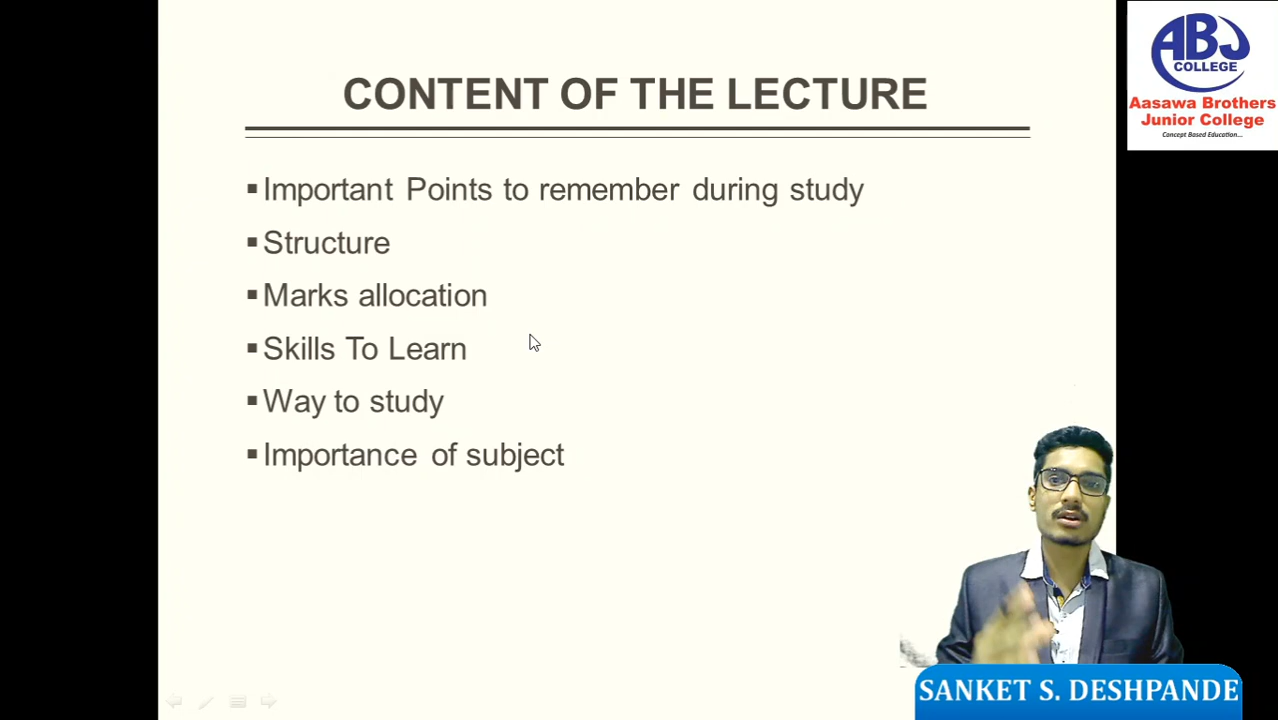 CONTENT OF THE LECTURE
▪Important Points to remember during study
▪Structure
▪Marks allocation
▪Skills To Learn
▪Way to study
▪Importance of subject
ABJ
COLLEGE
Aasawa Brothers
Junior College
Concept Based Education...
SANKET S. DESHPANDE